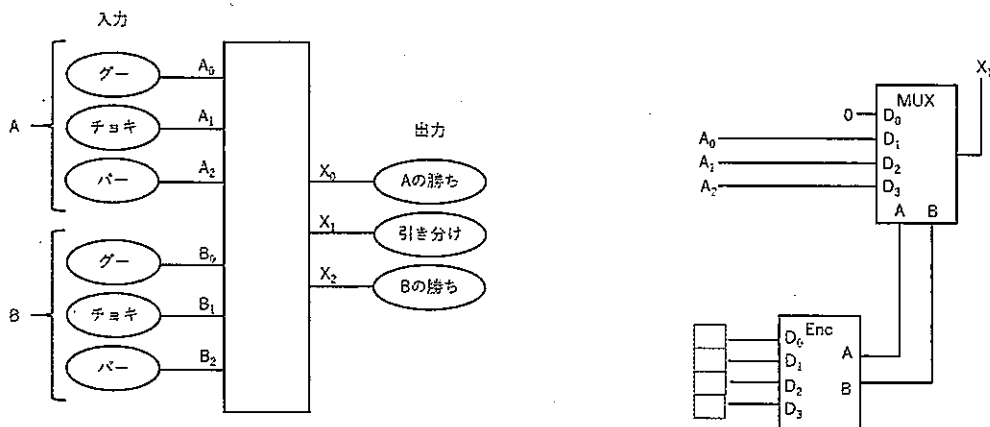 入力
A
グー
A₀
チョキ
A₁
パー
A₂
B
グー
B₀
チョキ
B₁
パー
B₂
出力
X₀
Aの勝ち
X₁
引き分け
X₂
Bの勝ち
MUX
0 D₀
A₀ D₁
D₂
A₂ D₃
A B
Enc
D₀
D₁
D₂
D₃
A
B